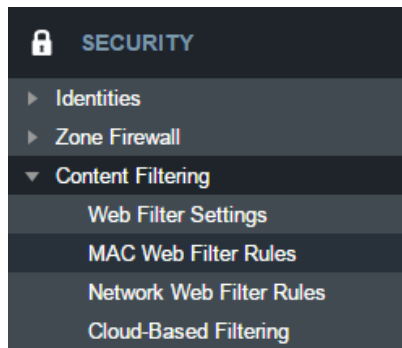 SECURITY
Identities
Zone Firewall
Content Filtering
Web Filter Settings
MAC Web Filter Rules
Network Web Filter Rules
Cloud-Based Filtering